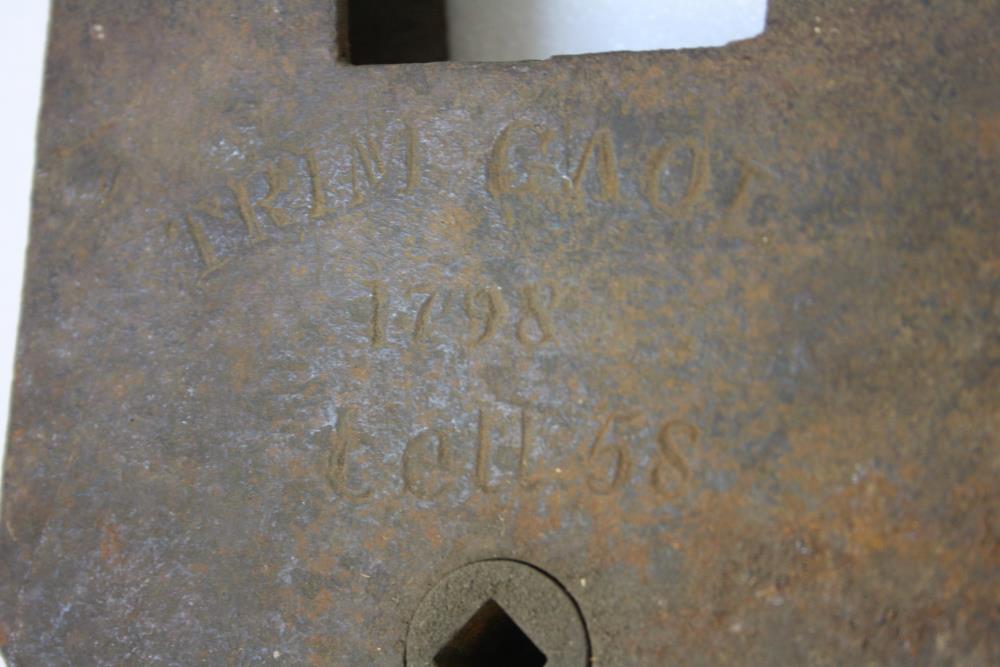 TRIM GAOL
1798
Cell 58